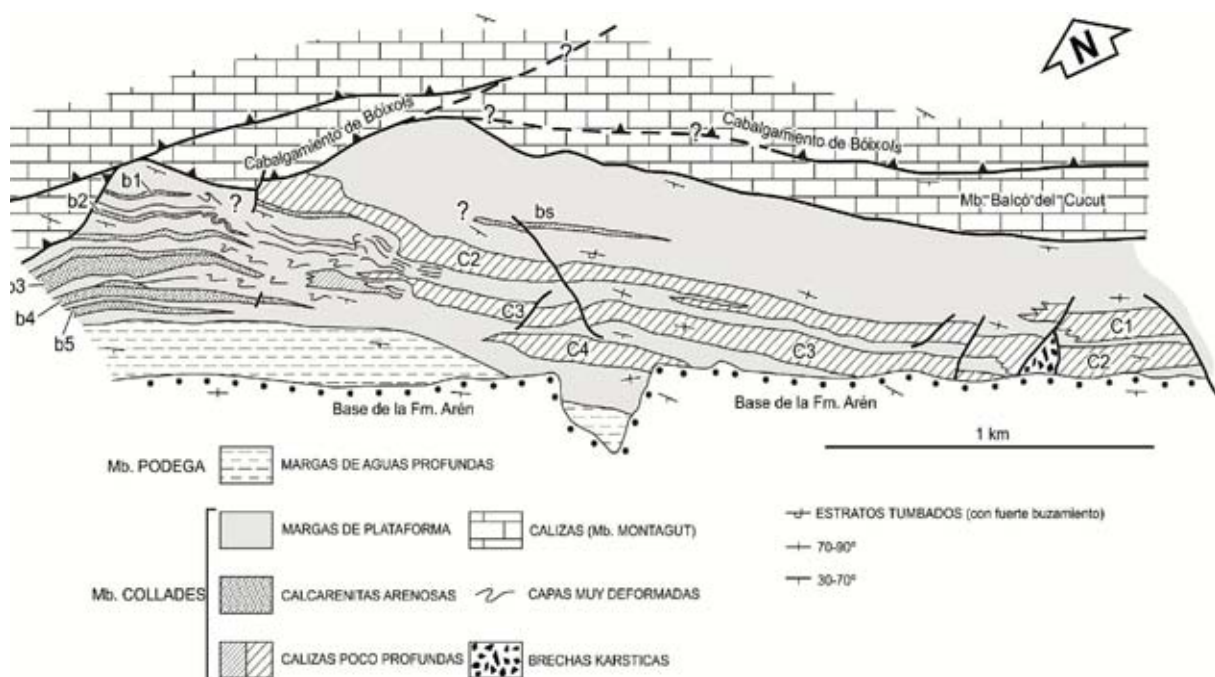 N
?
?
?
Cabalgamiento de Bóixols
Cabalgamiento de Bóixols
b1
b2
?
?
bs
Mb. Balcó del Cucut
C2
b3
b4
b5
C3
C4
C3
C1
C2
Base de la Fm. Arén
Base de la Fm. Arén
1 km
Mb. PODEGA
MARGAS DE AGUAS PROFUNDAS
MARGAS DE PLATAFORMA
CALIZAS (Mb. MONTAGUT)
ESTRATOS TUMBADOS (con fuerte buzamiento)
70-90º
30-70º
Mb. COLLADES
CALCARENITAS ARENOSAS
CAPAS MUY DEFORMADAS
CALIZAS POCO PROFUNDAS
BRECHAS KARSTICAS